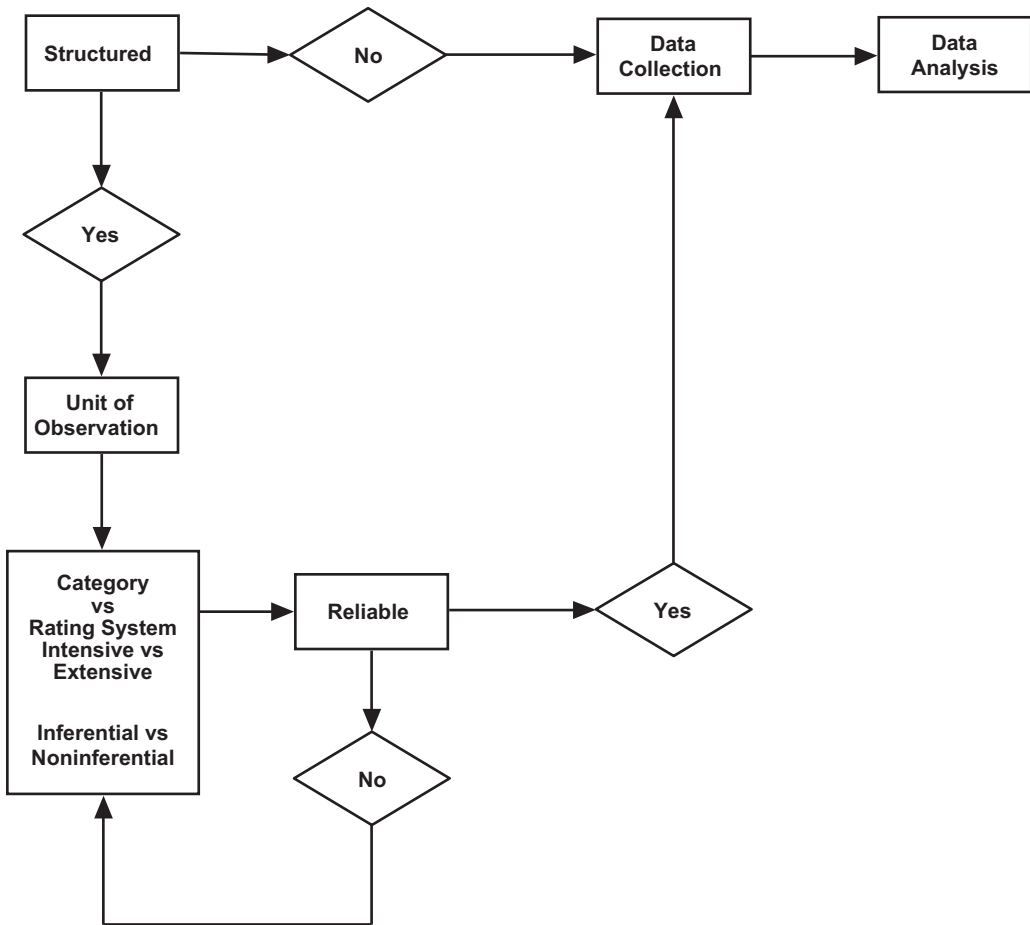 Structured
No
Data
Collection
Data
Analysis
Yes
Unit of
Observation
Category
vs
Rating System
Intensive vs
Extensive
Inferential vs
Noninferential
Reliable
Yes
No